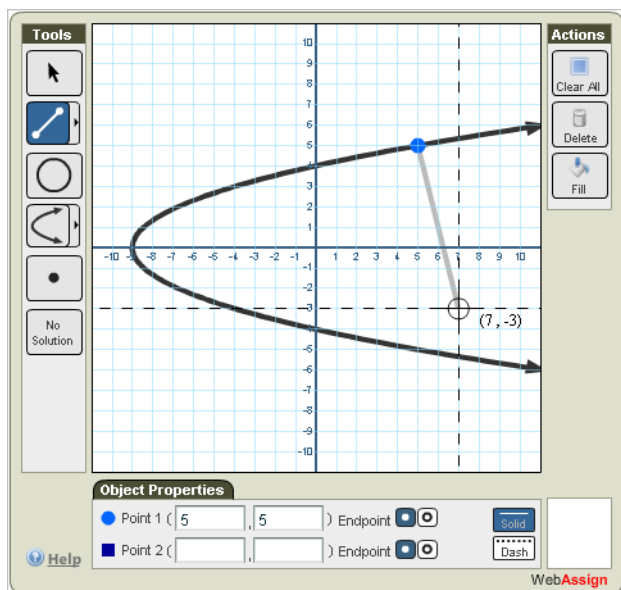 Tools
Actions
Clear All
Delete
Fill
No
Solution
10
9
8
7
6
5
4
3
2
1
-10 -9 -8 -7 -6 -5 -4 -3 -2 -1 1 2 3 4 5 6 7 8 9 10
-1
-2
-3
-4
-5
-6
-7
-8
-9
-10
(7, -3)
Object Properties
Point 1 ( 5 , 5 ) Endpoint Solid
Point 2 ( , ) Endpoint Dash
Help
WebAssign